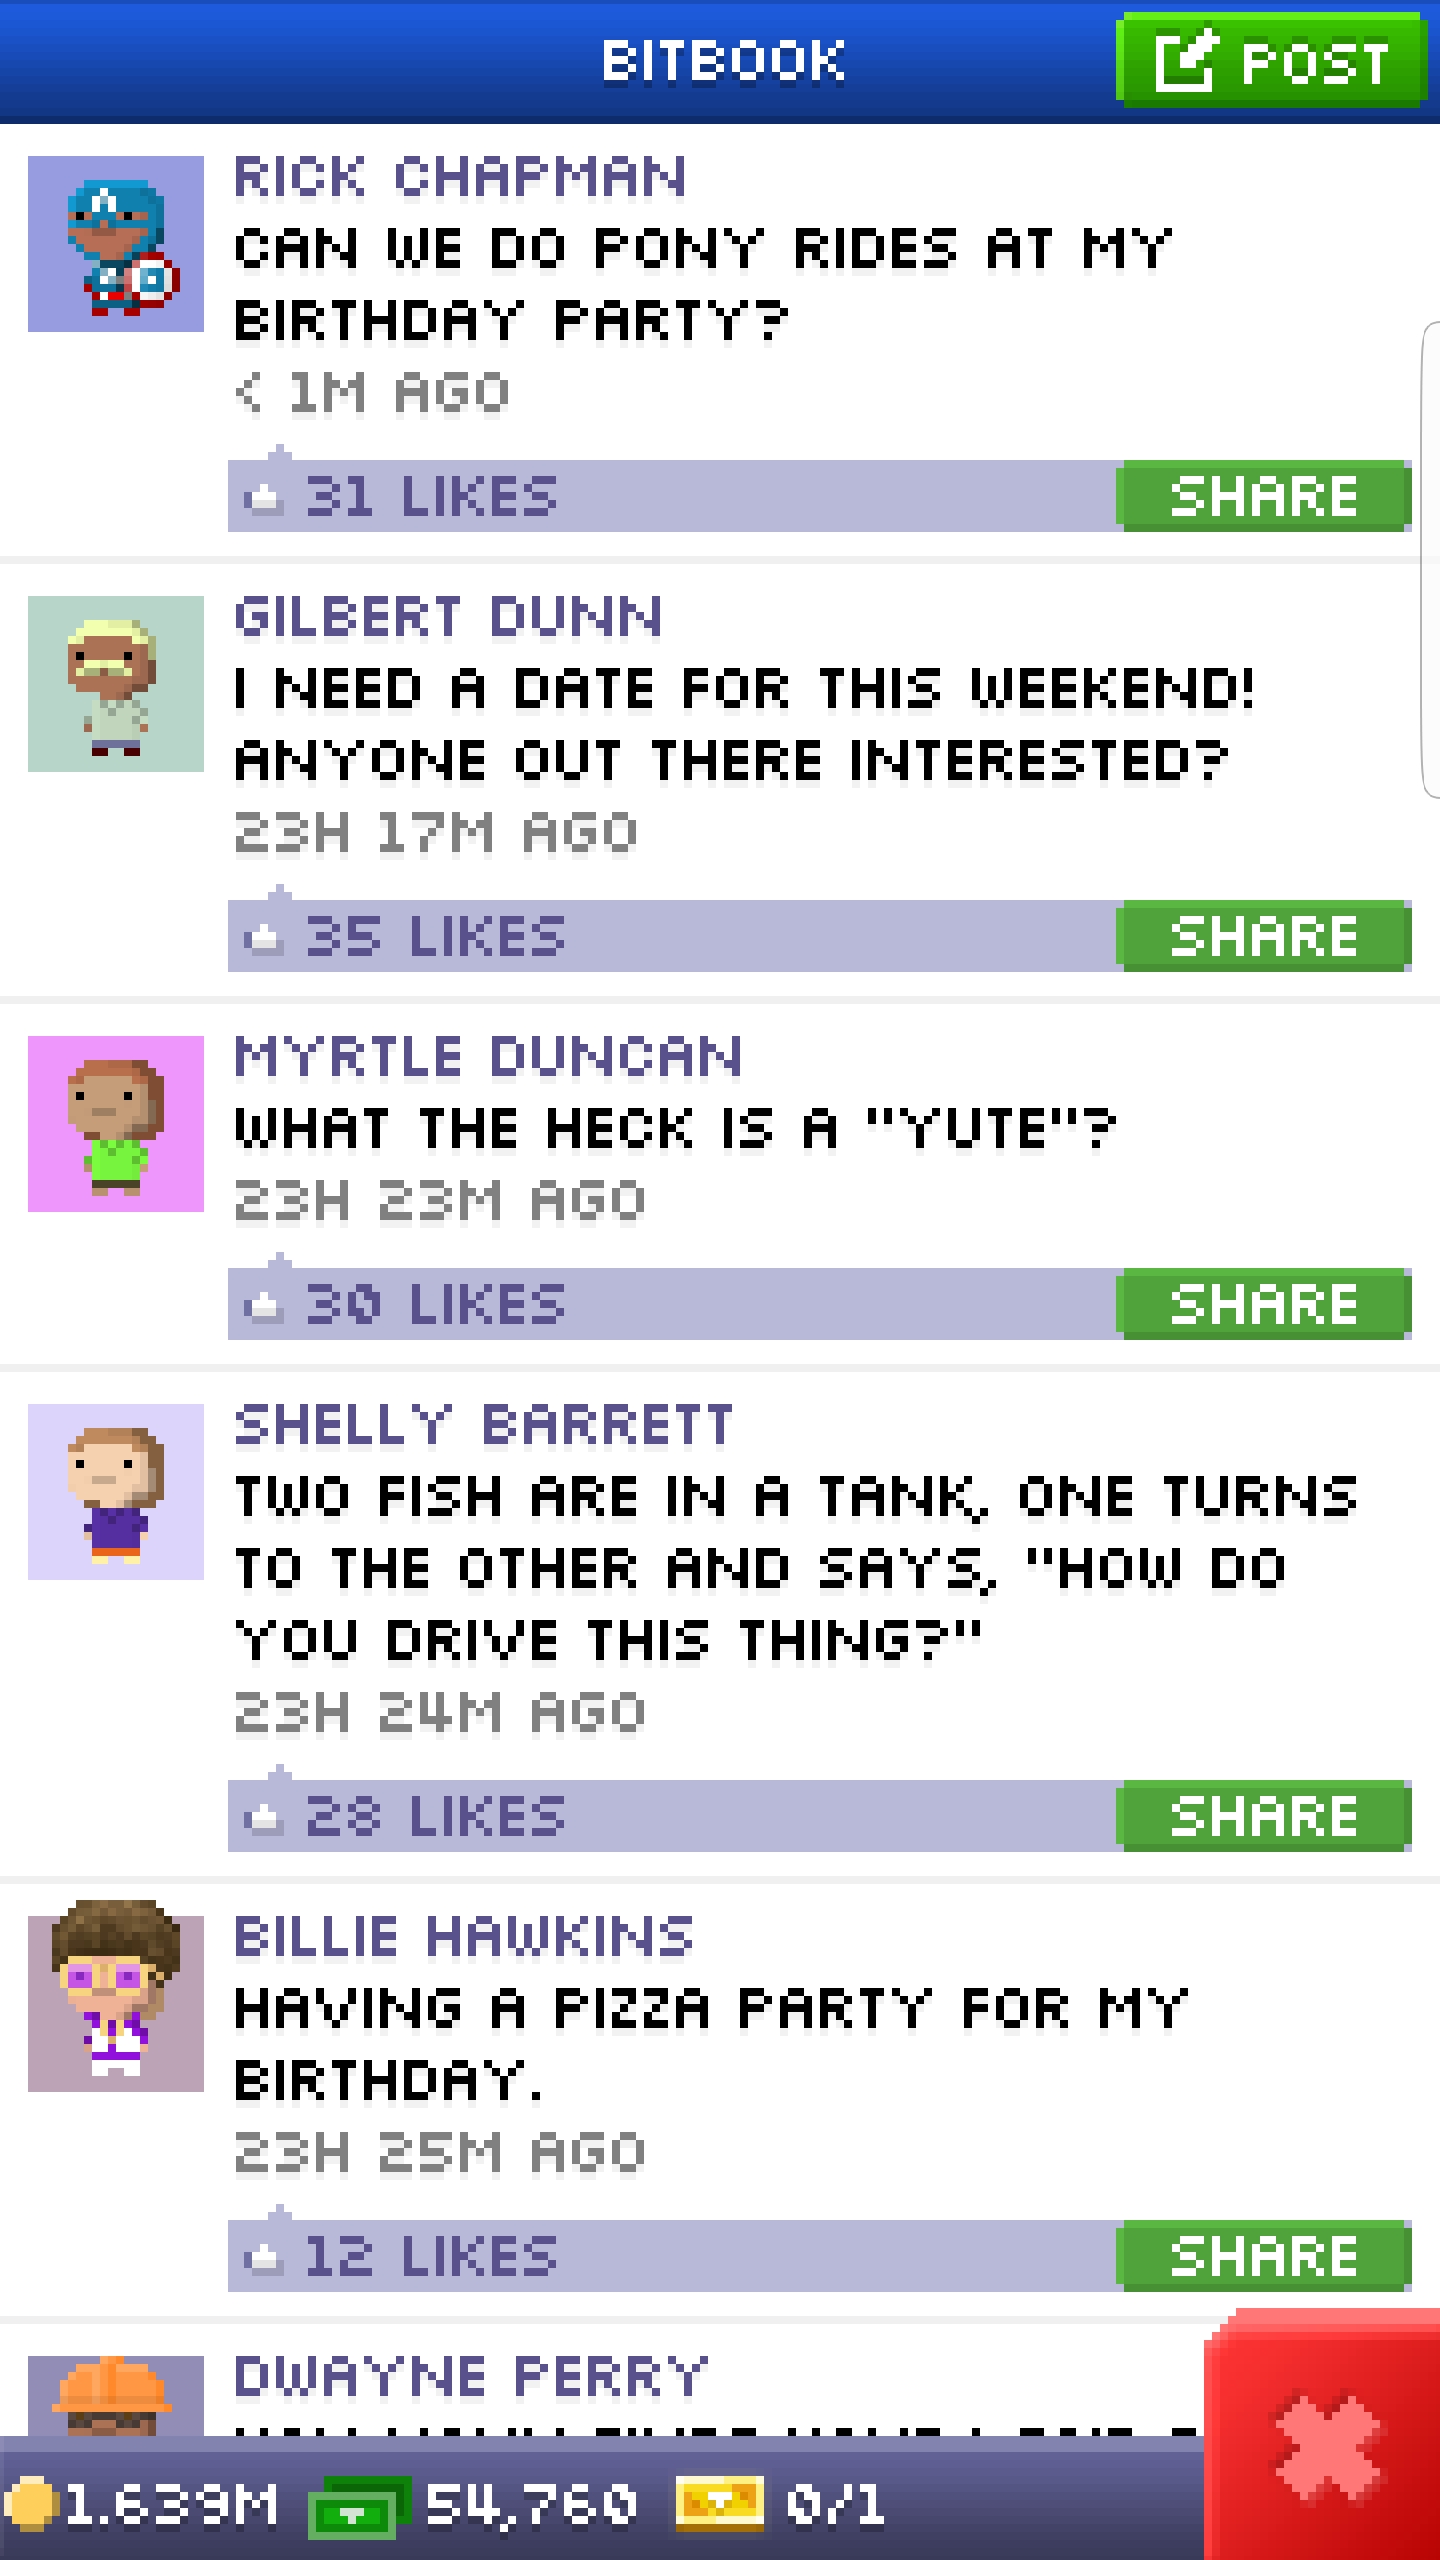 BITBOOK
POST
RICK CHAPMAN
CAN WE DO PONY RIDES AT MY
BIRTHDAY PARTY?
< 1M AGO
31 LIKES
SHARE
GILBERT DUNN
I NEED A DATE FOR THIS WEEKEND!
ANYONE OUT THERE INTERESTED?
23H 17M AGO
35 LIKES
SHARE
MYRTLE DUNCAN
WHAT THE HECK IS A "YUTE"?
23H 23M AGO
30 LIKES
SHARE
SHELLY BARRETT
TWO FISH ARE IN A TANK, ONE TURNS
TO THE OTHER AND SAYS, "HOW DO
YOU DRIVE THIS THING?"
23H 24M AGO
28 LIKES
SHARE
BILLIE HAWKINS
HAVING A PIZZA PARTY FOR MY
BIRTHDAY.
23H 25M AGO
12 LIKES
SHARE
DWAYNE PERRY
1.639M 54,760 0/1